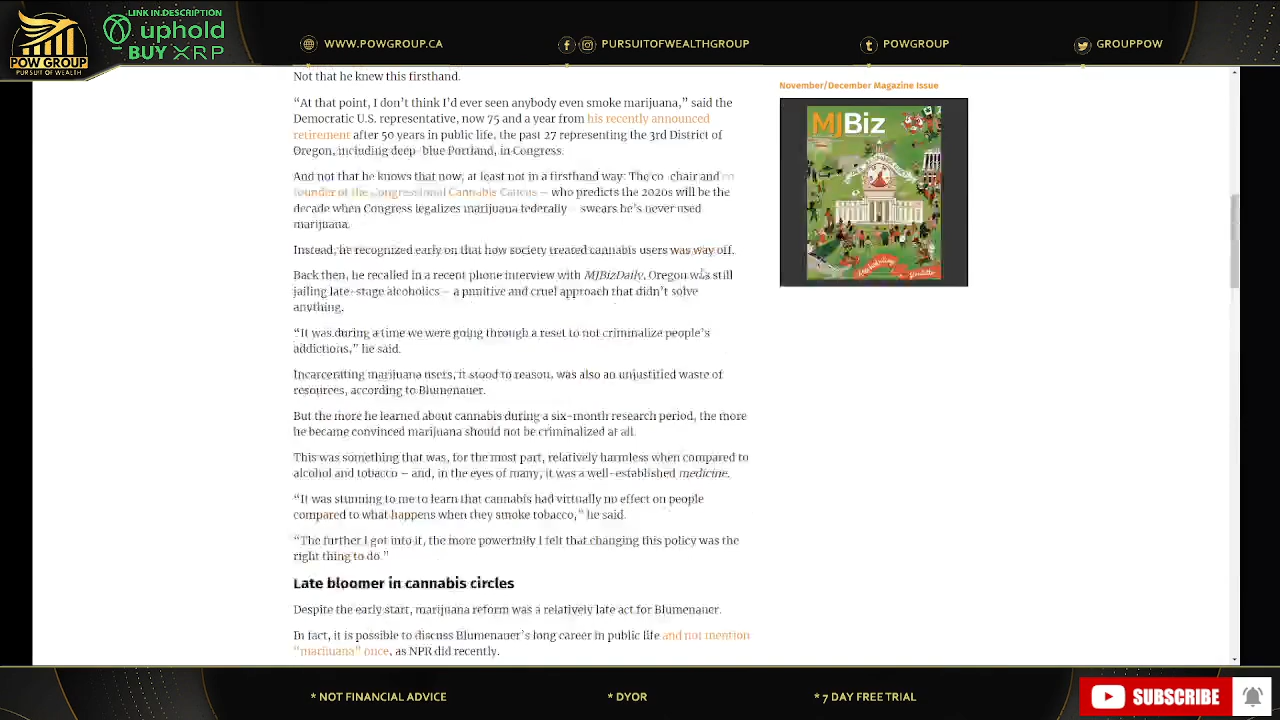 LINK IN DESCRIPTION
uphold
BUY XRP
POW GROUP
PURSUIT OF WEALTH
WWW.POWGROUP.CA
PURSUITOFWEALTHGROUP
POWGROUP
GROUPPOW
Not that he knew this firsthand.
“At that point, I don’t think I’d ever seen anybody even smoke marijuana,” said the
Democratic U.S. representative, now 75 and a year from his recently announced
retirement after 50 years in public life, the past 27 representing the 3rd District of
Oregon, including deep-blue Portland, in Congress.
And not that he knows that now, at least not in a firsthand way: The co-chair and co-
founder of the Congressional Cannabis Caucus – who predicts the 2020s will be the
decade when Congress legalizes marijuana federally – swears he’s never used
marijuana.
Instead, he recognized early on that how society treated cannabis users was way off.
Back then, he recalled in a recent phone interview with MJBizDaily, Oregon was still
jailing late-stage alcoholics – a punitive and cruel approach that didn’t solve
anything.
“It was during a time we were going through a reset to not criminalize people’s
addictions,” he said.
Incarcerating marijuana users, it stood to reason, was also an unjustified waste of
resources, according to Blumenauer.
But the more he learned about cannabis during a six-month research period, the more
he became convinced marijuana should not be criminalized at all.
This was something that was, for the most part, relatively harmless when compared to
alcohol and tobacco – and, in the eyes of many, it was a well-established medicine.
“It was stunning to me to learn that cannabis had virtually no effect on people
compared to what happens when they smoke tobacco,” he said.
“The further I got into it, the more powerfully I felt that changing this policy was the
right thing to do.”
Late bloomer in cannabis circles
Despite the early start, marijuana reform was a relatively late act for Blumenauer.
In fact, it is possible to discuss Blumenauer’s long career in public life and not mention
“marijuana” once, as NPR did recently.
November/December Magazine Issue
MJBiz
* NOT FINANCIAL ADVICE
* DYOR
* 7 DAY FREE TRIAL
SUBSCRIBE